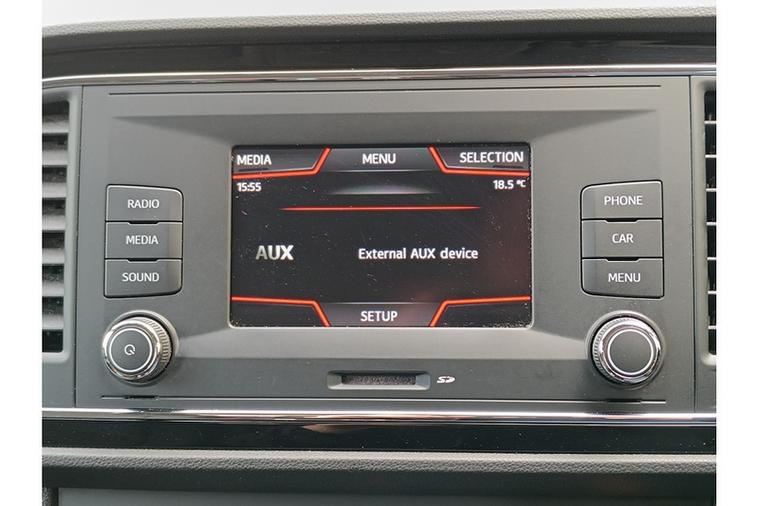 MEDIA MENU SELECTION
15:55 18.5 °C
AUX External AUX device
SETUP
RADIO
MEDIA
SOUND
PHONE
CAR
MENU
SD